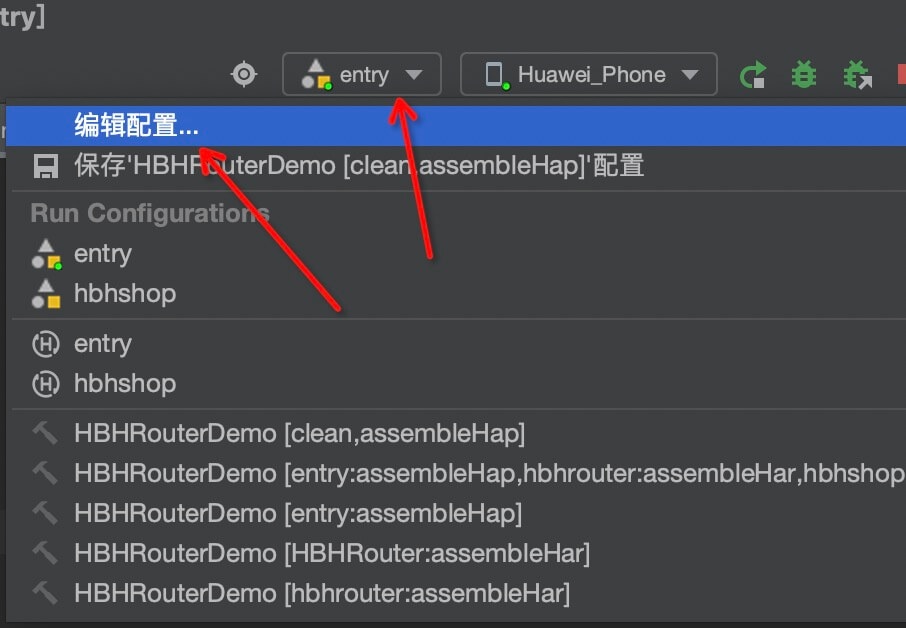 try]
entry
Huawei_Phone
编辑配置...
保存'HBHRouterDemo [clean,assembleHap]'配置
Run Configurations
entry
hbhshop
entry
hbhshop
HBHRouterDemo [clean,assembleHap]
HBHRouterDemo [entry:assembleHap,hbhrouter:assembleHar,hbhshop
HBHRouterDemo [entry:assembleHap]
HBHRouterDemo [HBHRouter:assembleHar]
HBHRouterDemo [hbhrouter:assembleHar]